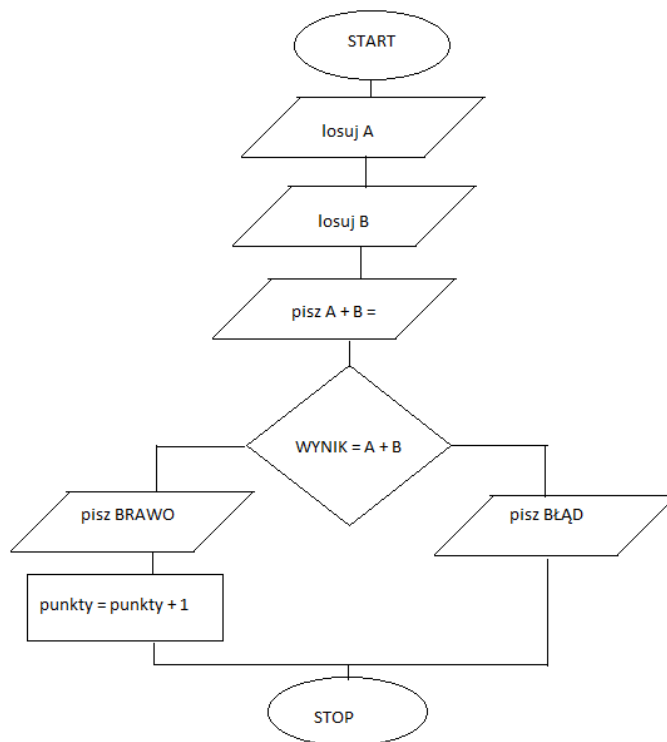 START
losuj A
losuj B
pisz A + B =
WYNIK = A + B
pisz BRAWO
pisz BŁĄD
punkty = punkty + 1
STOP